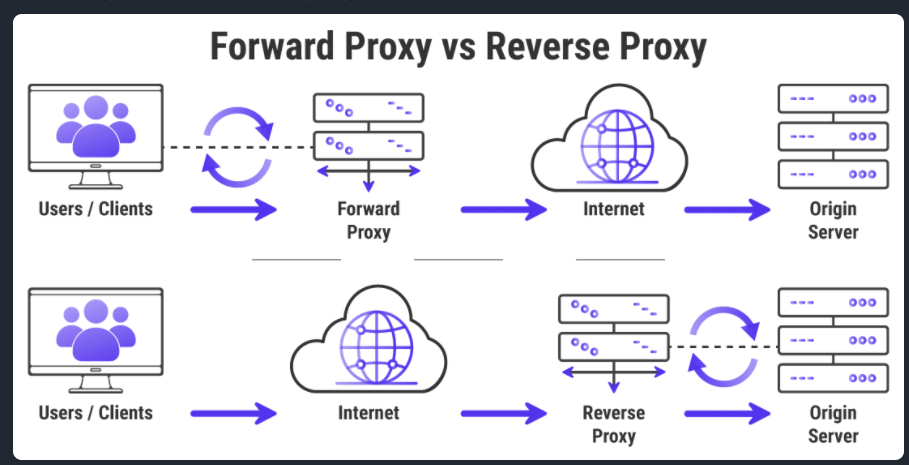 Forward Proxy vs Reverse Proxy
Users / Clients
Forward
Proxy
Internet
Origin
Server
Users / Clients
Internet
Reverse
Proxy
Origin
Server